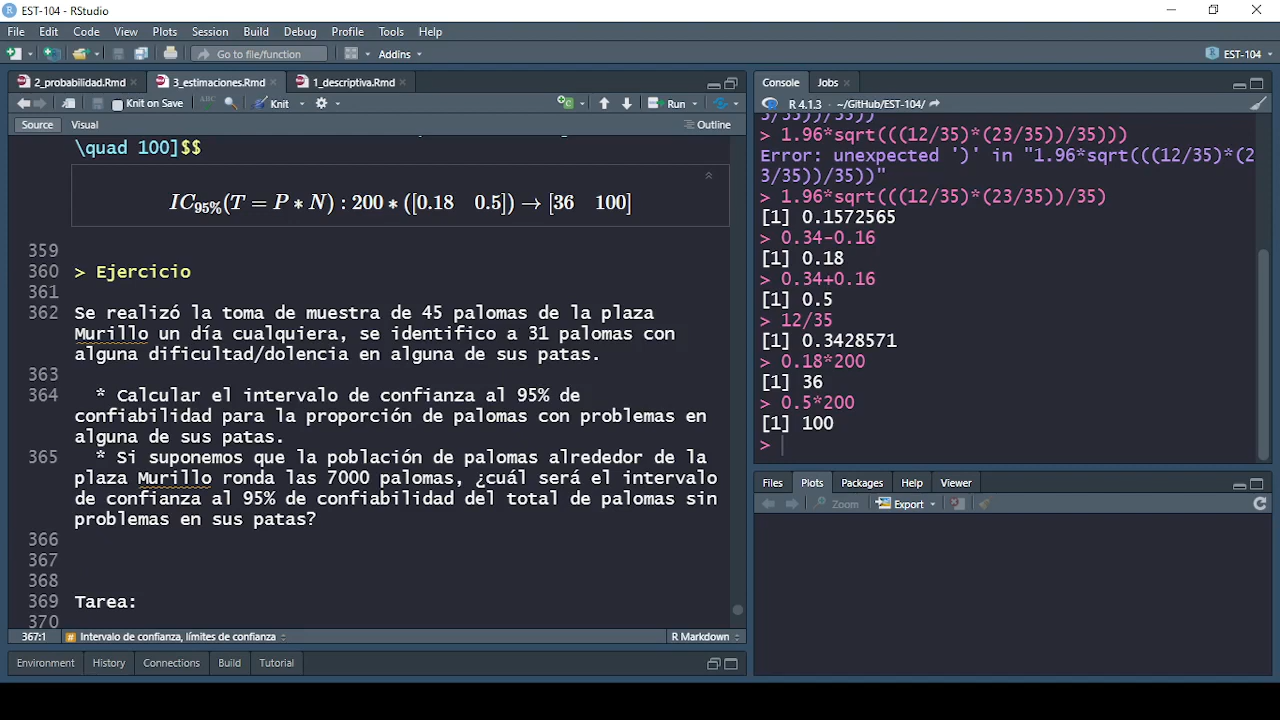 EST-104 - RStudio
File Edit Code View Plots Session Build Debug Profile Tools Help
Go to file/function Addins EST-104
2_probabilidad.Rmd 3_estimaciones.Rmd 1_descriptiva.Rmd
Knit on Save ABC Knit Run
Source Visual Outline
\quad 100]$$
IC95%(T = P * N) : 200 * ([0.18 0.5]) → [36 100]
359
360 > Ejercicio
361
362 Se realizó la toma de muestra de 45 palomas de la plaza
Murillo un día cualquiera, se identifico a 31 palomas con
alguna dificultad/dolencia en alguna de sus patas.
363
364 * Calcular el intervalo de confianza al 95% de
confiabilidad para la proporción de palomas con problemas en
alguna de sus patas.
365 * Si suponemos que la población de palomas alrededor de la
plaza Murillo ronda las 7000 palomas, ¿cuál será el intervalo
de confianza al 95% de confiabilidad del total de palomas sin
problemas en sus patas?
366
367
368
369 Tarea:
370
367:1 # Intervalo de confianza, límites de confianza R Markdown
Environment History Connections Build Tutorial
Console Jobs
R 4.1.3 · ~/GitHub/EST-104/
3/35))/35))
> 1.96*sqrt(((12/35)*(23/35))/35)))
Error: unexpected ')' in "1.96*sqrt(((12/35)*(2
3/35))/35))"
> 1.96*sqrt(((12/35)*(23/35))/35)
[1] 0.1572565
> 0.34-0.16
[1] 0.18
> 0.34+0.16
[1] 0.5
> 12/35
[1] 0.3428571
> 0.18*200
[1] 36
> 0.5*200
[1] 100
>
Files Plots Packages Help Viewer
Zoom Export